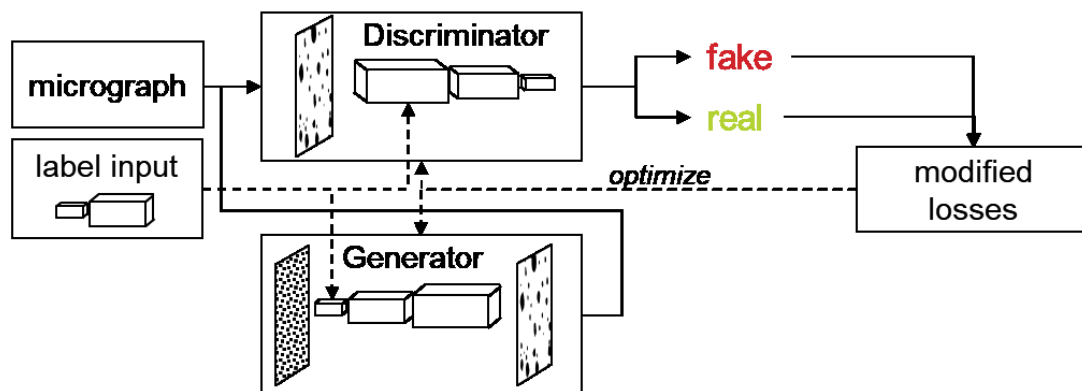 Discriminator
micrograph
fake
real
label input
optimize
modified
losses
Generator